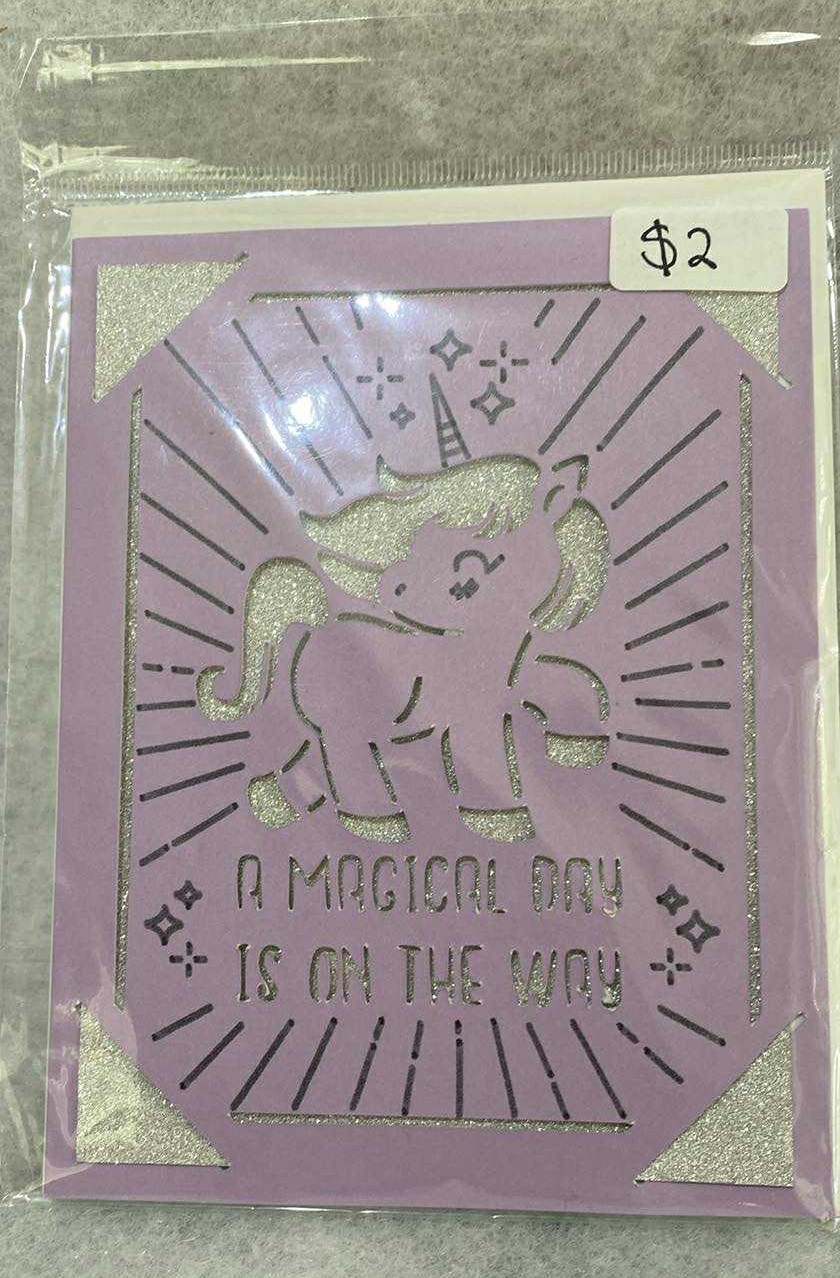 $2
A MAGICAL DAY
IS ON THE WAY